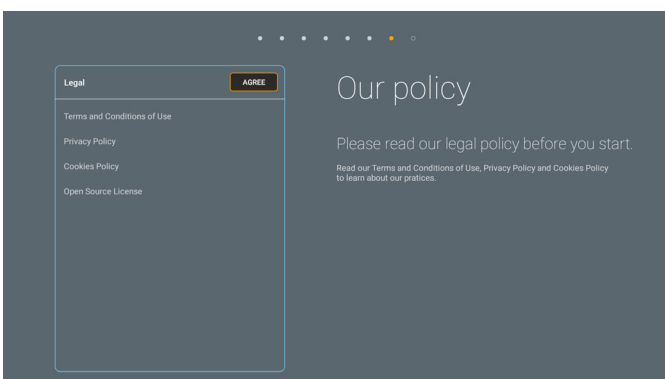 Legal
AGREE
Terms and Conditions of Use
Privacy Policy
Cookies Policy
Open Source License
Our policy
Please read our legal policy before you start.
Read our Terms and Conditions of Use, Privacy Policy and Cookies Policy
to learn about our pratices.